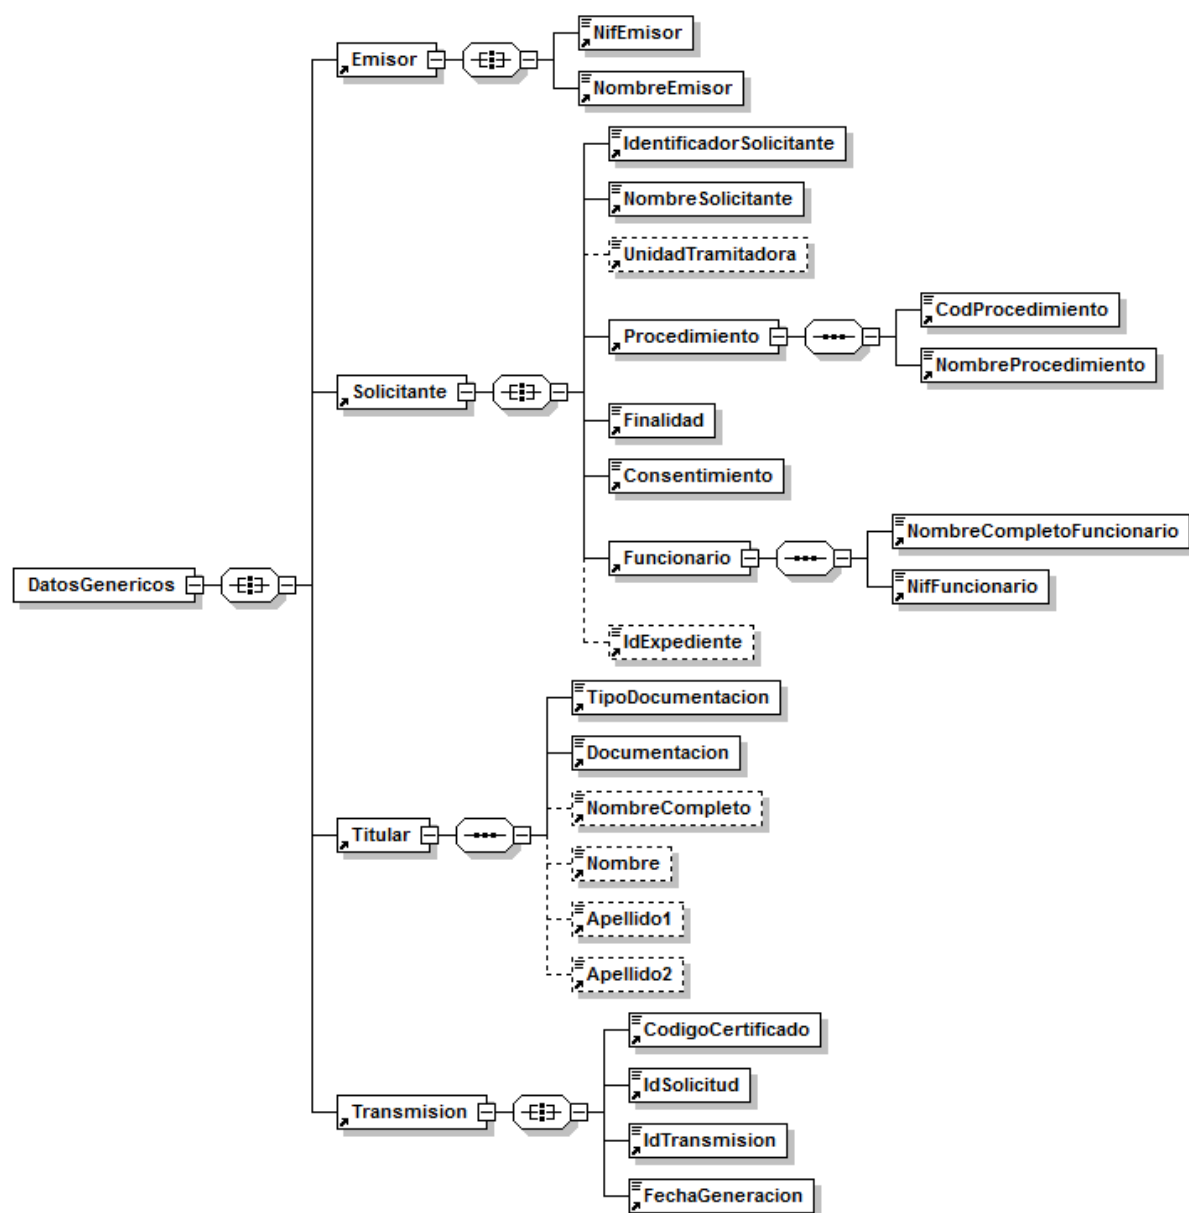 NifEmisor
Emisor
NombreEmisor
IdentificadorSolicitante
NombreSolicitante
UnidadTramitadora
CodProcedimiento
Procedimiento
NombreProcedimiento
Solicitante
Finalidad
Consentimiento
NombreCompletoFuncionario
Funcionario
DatosGenericos
NifFuncionario
IdExpediente
TipoDocumentacion
Documentacion
NombreCompleto
Titular
Nombre
Apellido1
Apellido2
CodigoCertificado
IdSolicitud
Transmision
IdTransmision
FechaGeneracion